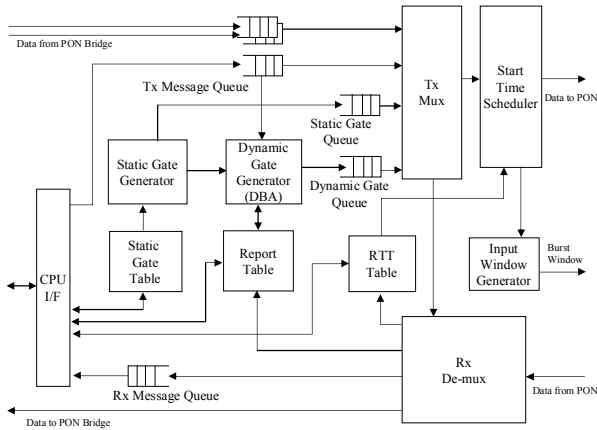 Data from PON Bridge
Tx Message Queue
Tx
Mux
Start
Time
Scheduler
Data to PON
Static Gate
Queue
Static Gate
Generator
Dynamic
Gate
Generator
(DBA)
Dynamic Gate
Queue
CPU
I/F
Static
Gate
Table
Report
Table
RTT
Table
Input
Window
Generator
Burst
Window
Rx
De-mux
Rx Message Queue
Data from PON
Data to PON Bridge